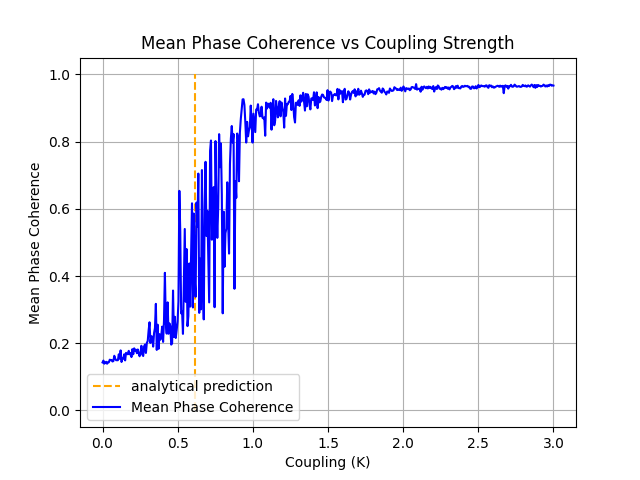 Mean Phase Coherence vs Coupling Strength
Mean Phase Coherence
1.0
0.8
0.6
0.4
0.2
0.0
analytical prediction
Mean Phase Coherence
0.0 0.5 1.0 1.5 2.0 2.5 3.0
Coupling (K)